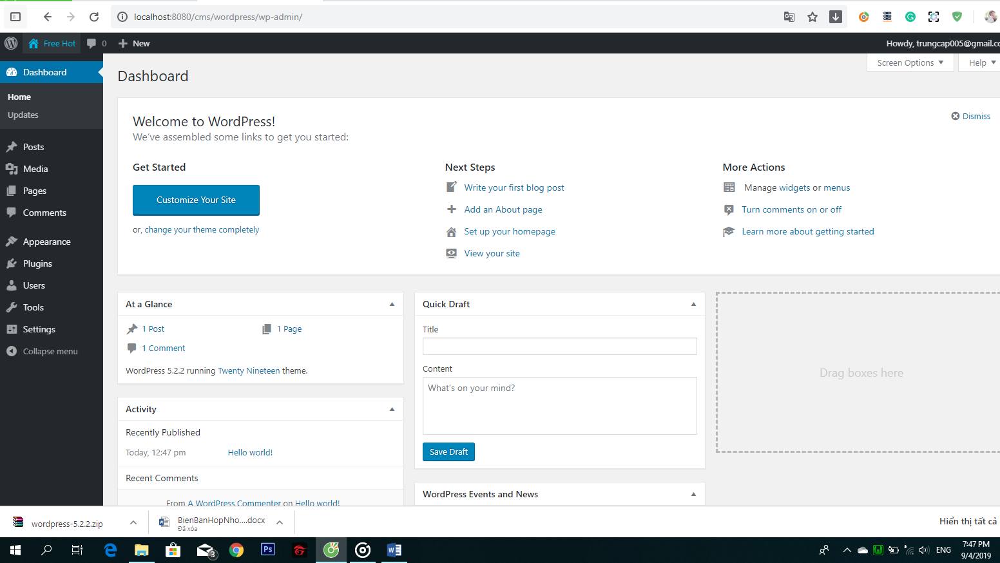 localhost:8080/cms/wordpress/wp-admin/
Free Hot
0
New
Howdy, trungcap005@gmail.co
Dashboard
Home
Updates
Posts
Media
Pages
Comments
Appearance
Plugins
Users
Tools
Settings
Collapse menu
Dashboard
Screen Options
Help
Welcome to WordPress!
We've assembled some links to get you started:
Dismiss
Get Started
Customize Your Site
or, change your theme completely
Next Steps
Write your first blog post
Add an About page
Set up your homepage
View your site
More Actions
Manage widgets or menus
Turn comments on or off
Learn more about getting started
At a Glance
1 Post
1 Page
1 Comment
WordPress 5.2.2 running Twenty Nineteen theme.
Activity
Recently Published
Today, 12:47 pm
Hello world!
Recent Comments
From A WordPress Commenter on Hello world!
Quick Draft
Title
Content
What's on your mind?
Save Draft
WordPress Events and News
Drag boxes here
wordpress-5.2.2.zip
BienBanHopNho....docx
Đã xóa
Hiển thị tất cả
3
Ps
ENG
7:47 PM
9/4/2019